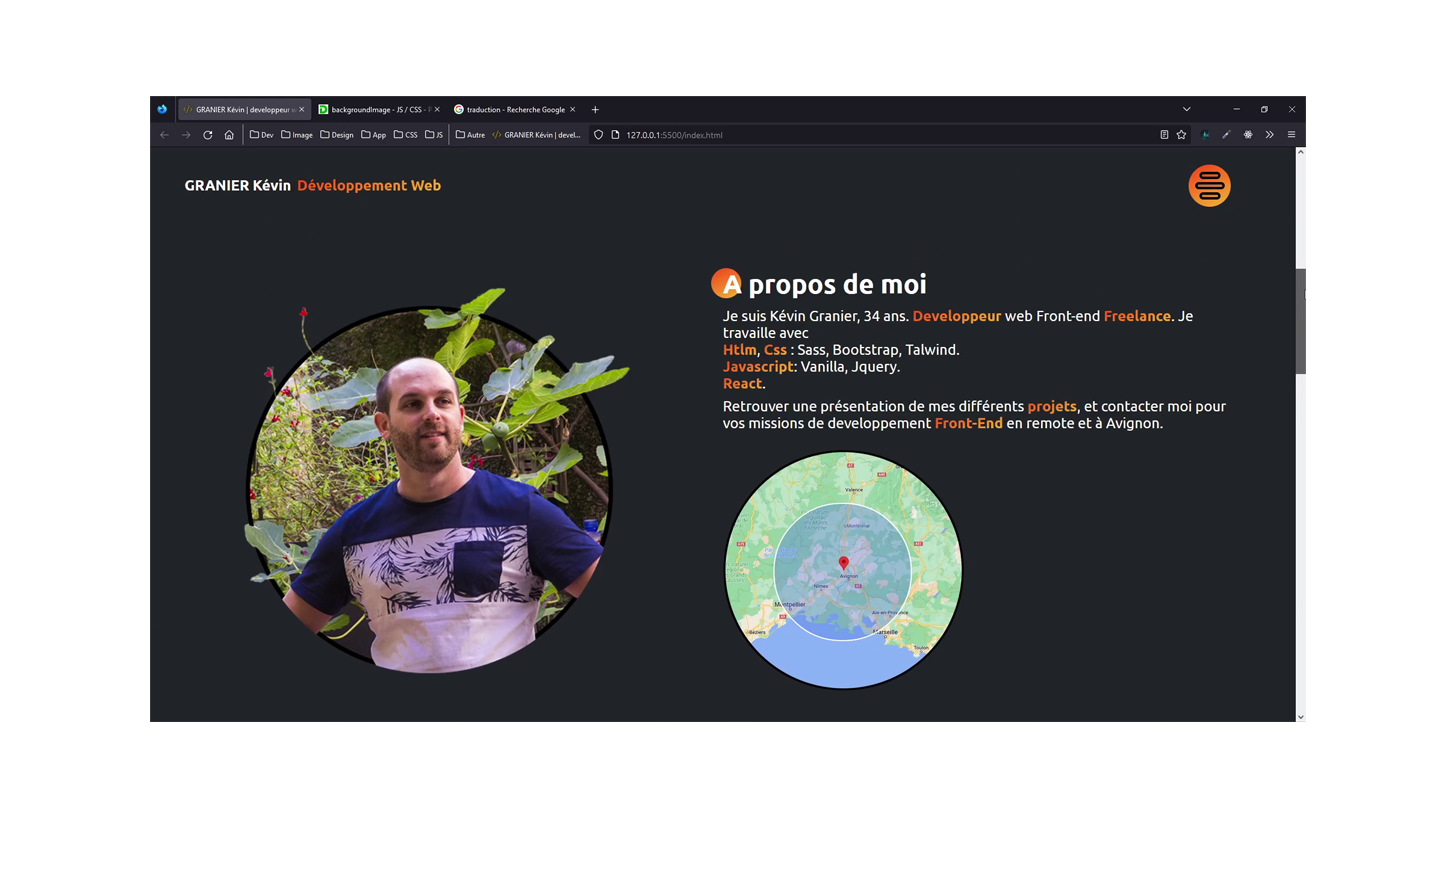 GRANIER Kévin | developpeur w
backgroundImage - JS / CSS - 
traduction - Recherche Google
Dev Image Design App CSS JS Autre GRANIER Kévin | devel... 127.0.0.1:5500/index.html
GRANIER Kévin Développement Web
A propos de moi
Je suis Kévin Granier, 34 ans. Developpeur web Front-end Freelance. Je
travaille avec
Htlm, Css : Sass, Bootstrap, Talwind.
Javascript: Vanilla, Jquery.
React.
Retrouver une présentation de mes différents projets, et contacter moi pour
vos missions de developpement Front-End en remote et à Avignon.
Valence
Montélimar
Avignon
Nîmes
Montpellier
Aix-en-Provence
Béziers
Marseille
Toulon